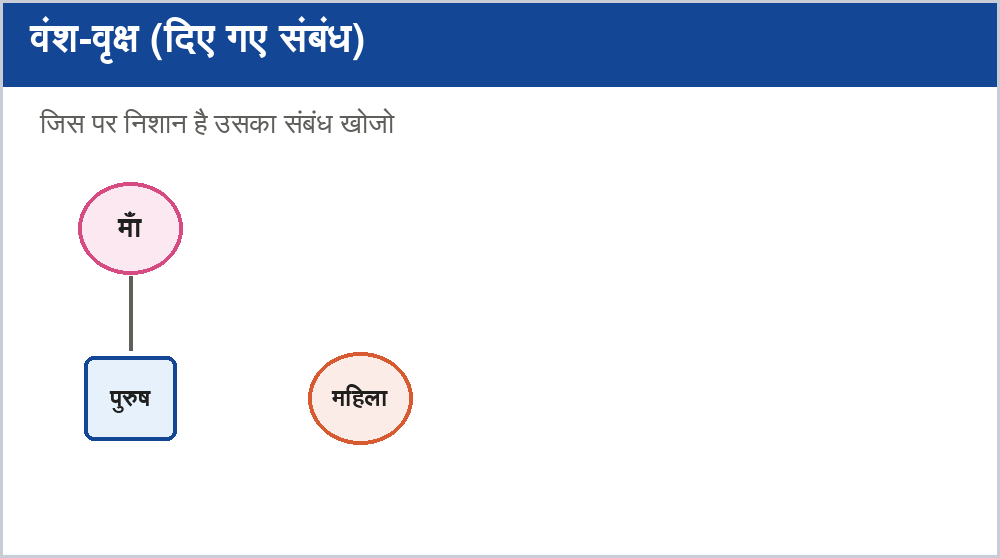 वंश-वृक्ष (दिए गए संबंध)
जिस पर निशान है उसका संबंध खोजो
माँ
पुरुष
महिला